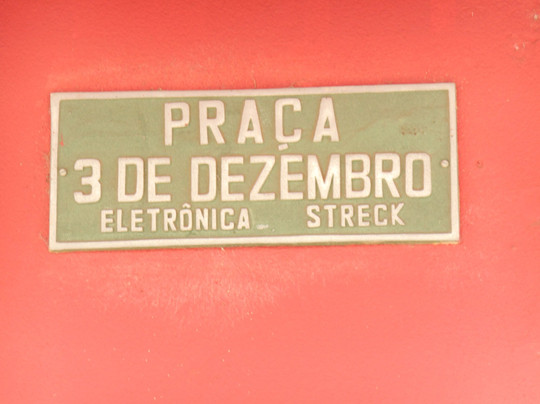 PRAÇA
3 DE DEZEMBRO
ELETRÔNICA STRECK